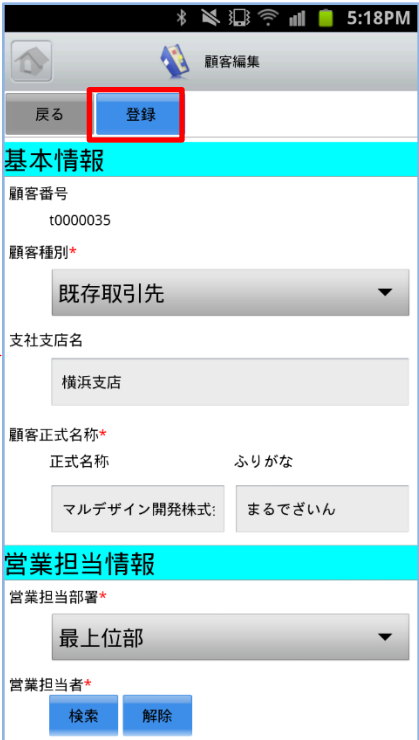 5:18PM
顧客編集
戻る 登録
基本情報
顧客番号
t0000035
顧客種別*
既存取引先
支社支店名
横浜支店
顧客正式名称*
正式名称 ふりがな
マルデザイン開発株式 まるでざいん
営業担当情報
営業担当部署*
最上位部
営業担当者*
検索 解除